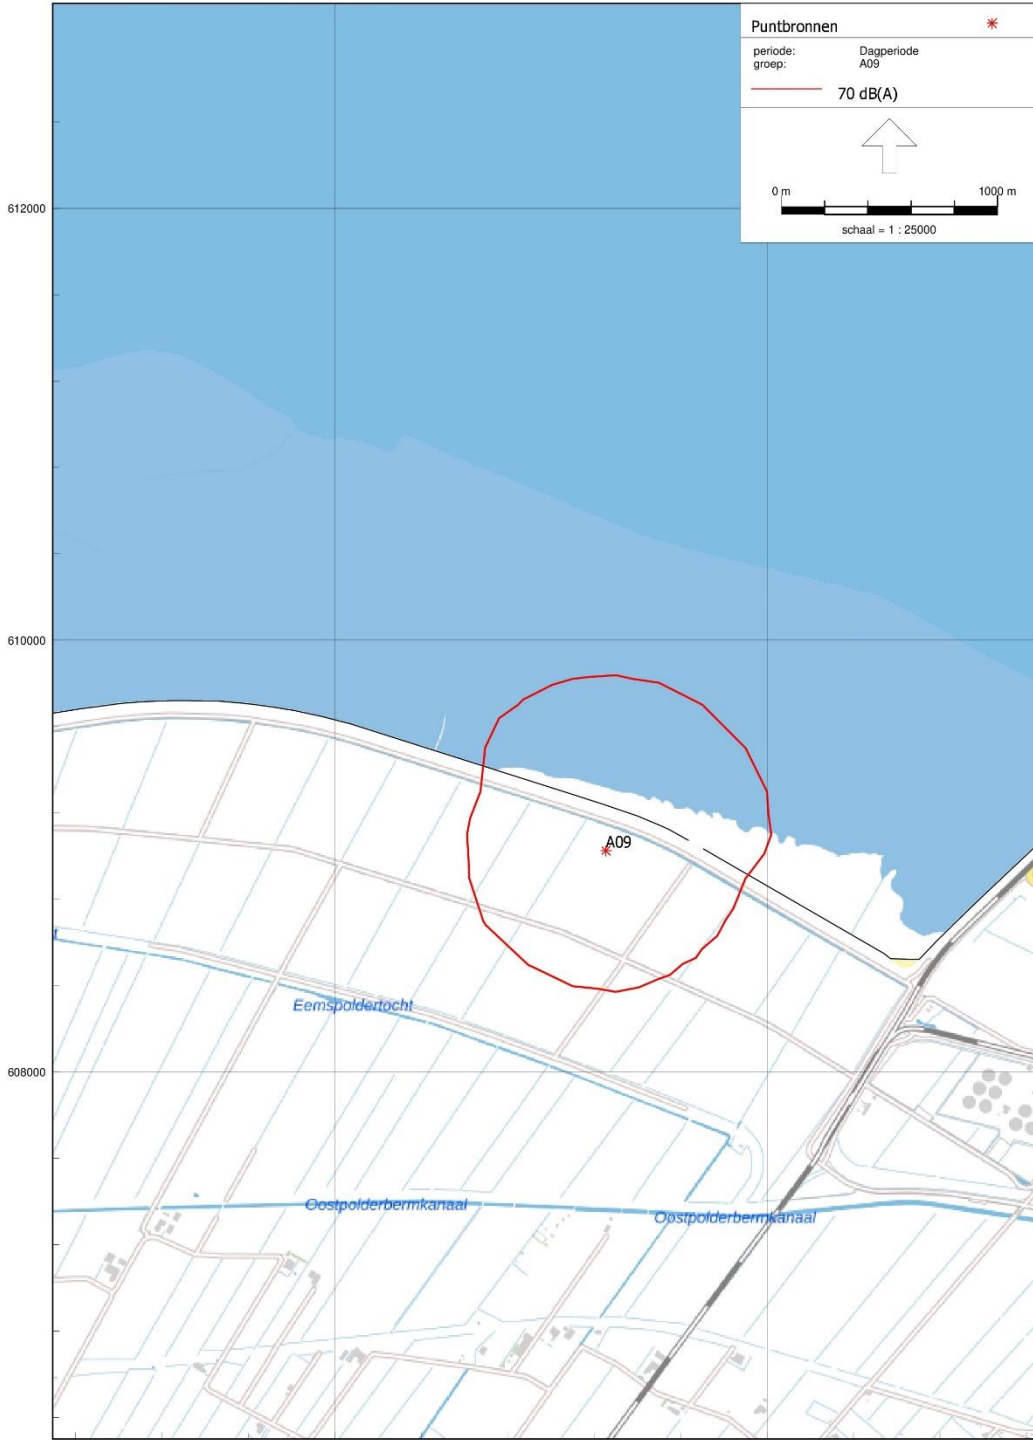 Puntbronnen
periode: Dagperiode
groep: A09
70 dB(A)
0 m 1000 m
schaal = 1 : 25000
612000
610000
A09
Eemspoldertocht
608000
Oostpolderbermkanaal
Oostpolderbermkanaal